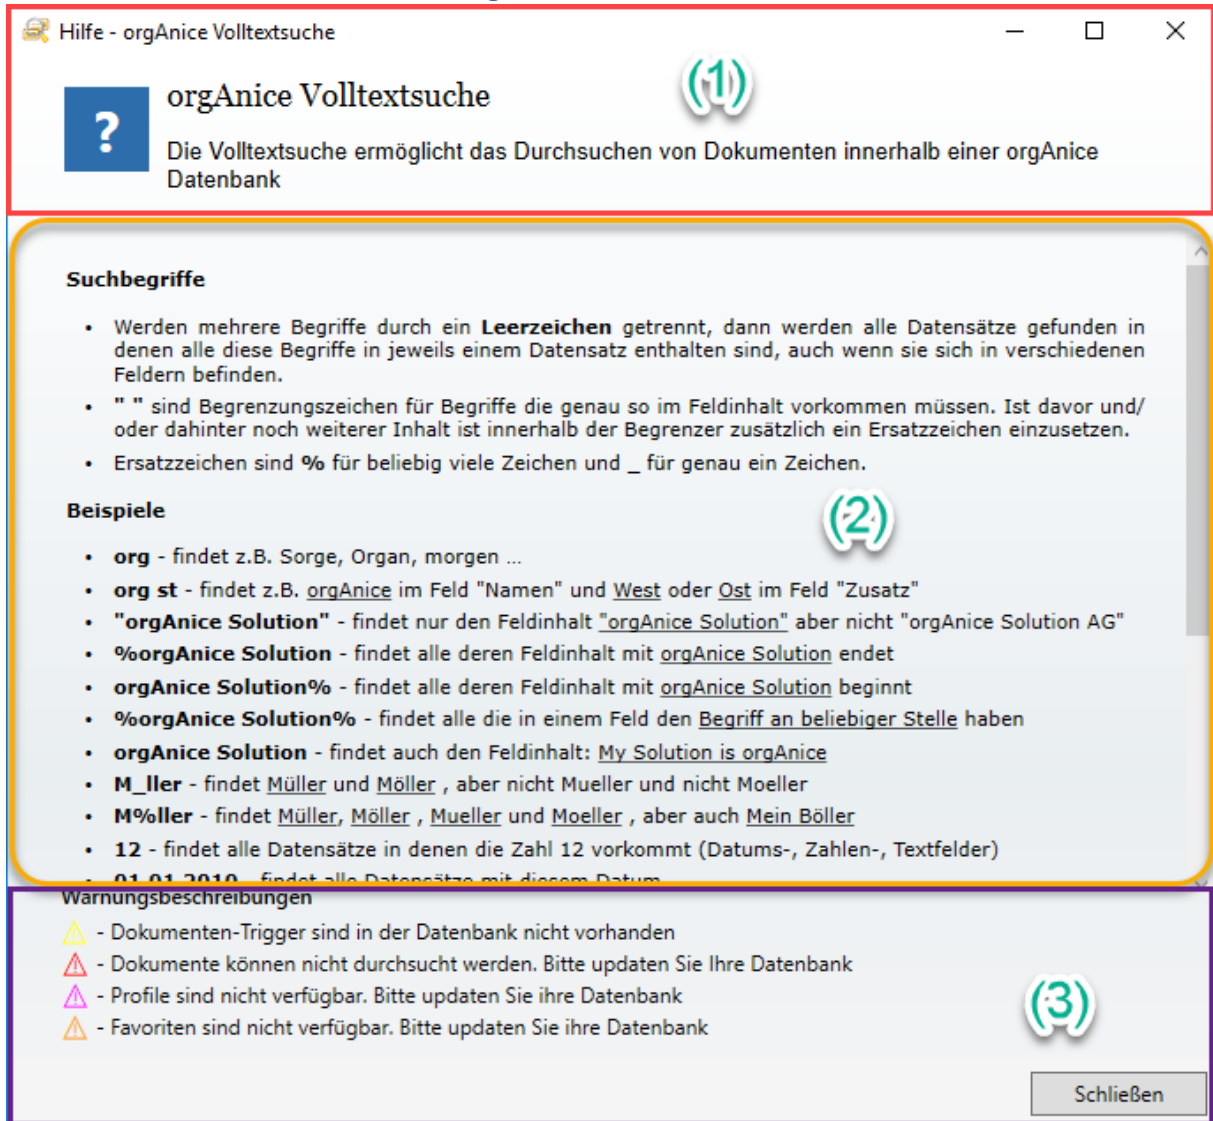 Hilfe - orgAnice Volltextsuche
(1)
orgAnice Volltextsuche
?
Die Volltextsuche ermöglicht das Durchsuchen von Dokumenten innerhalb einer orgAnice
Datenbank
Suchbegriffe
• Werden mehrere Begriffe durch ein Leerzeichen getrennt, dann werden alle Datensätze gefunden in
denen alle diese Begriffe in jeweils einem Datensatz enthalten sind, auch wenn sie sich in verschiedenen
Feldern befinden.
• " " sind Begrenzungszeichen für Begriffe die genau so im Feldinhalt vorkommen müssen. Ist davor und/
oder dahinter noch weiterer Inhalt ist innerhalb der Begrenzer zusätzlich ein Ersatzzeichen einzusetzen.
• Ersatzzeichen sind % für beliebig viele Zeichen und _ für genau ein Zeichen.
Beispiele
(2)
• org - findet z.B. Sorge, Organ, morgen ...
• org st - findet z.B. orgAnice im Feld "Namen" und West oder Ost im Feld "Zusatz"
• "orgAnice Solution" - findet nur den Feldinhalt "orgAnice Solution" aber nicht "orgAnice Solution AG"
• %orgAnice Solution - findet alle deren Feldinhalt mit orgAnice Solution endet
• orgAnice Solution% - findet alle deren Feldinhalt mit orgAnice Solution beginnt
• %orgAnice Solution% - findet alle die in einem Feld den Begriff an beliebiger Stelle haben
• orgAnice Solution - findet auch den Feldinhalt: My Solution is orgAnice
• M_ller - findet Müller und Möller , aber nicht Mueller und nicht Moeller
• M%ller - findet Müller, Möller , Mueller und Moeller , aber auch Mein Böller
• 12 - findet alle Datensätze in denen die Zahl 12 vorkommt (Datums-, Zahlen-, Textfelder)
• 01.01.2010 - findet alle Datensätze mit diesem Datum
Warnungsbeschreibungen
- Dokumenten-Trigger sind in der Datenbank nicht vorhanden
- Dokumente können nicht durchsucht werden. Bitte updaten Sie Ihre Datenbank
- Profile sind nicht verfügbar. Bitte updaten Sie ihre Datenbank
- Favoriten sind nicht verfügbar. Bitte updaten Sie ihre Datenbank
(3)
Schließen